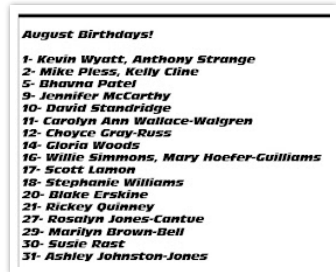 August Birthdays!
1- Kevin Wyatt, Anthony Strange
2- Mike Pless, Kelly Cline
5- Bhavna Patel
9- Jennifer McCarthy
10- David Standridge
11- Carolyn Ann Wallace-Walgren
12- Choyce Gray-Russ
14- Gloria Woods
16- Willie Simmons, Mary Hoefer-Guilliams
17- Scott Lamon
18- Stephanie Williams
20- Blake Erskine
21- Rickey Quinney
27- Rosalyn Jones-Cantue
29- Marilyn Brown-Bell
30- Susie Rast
31- Ashley Johnston-Jones